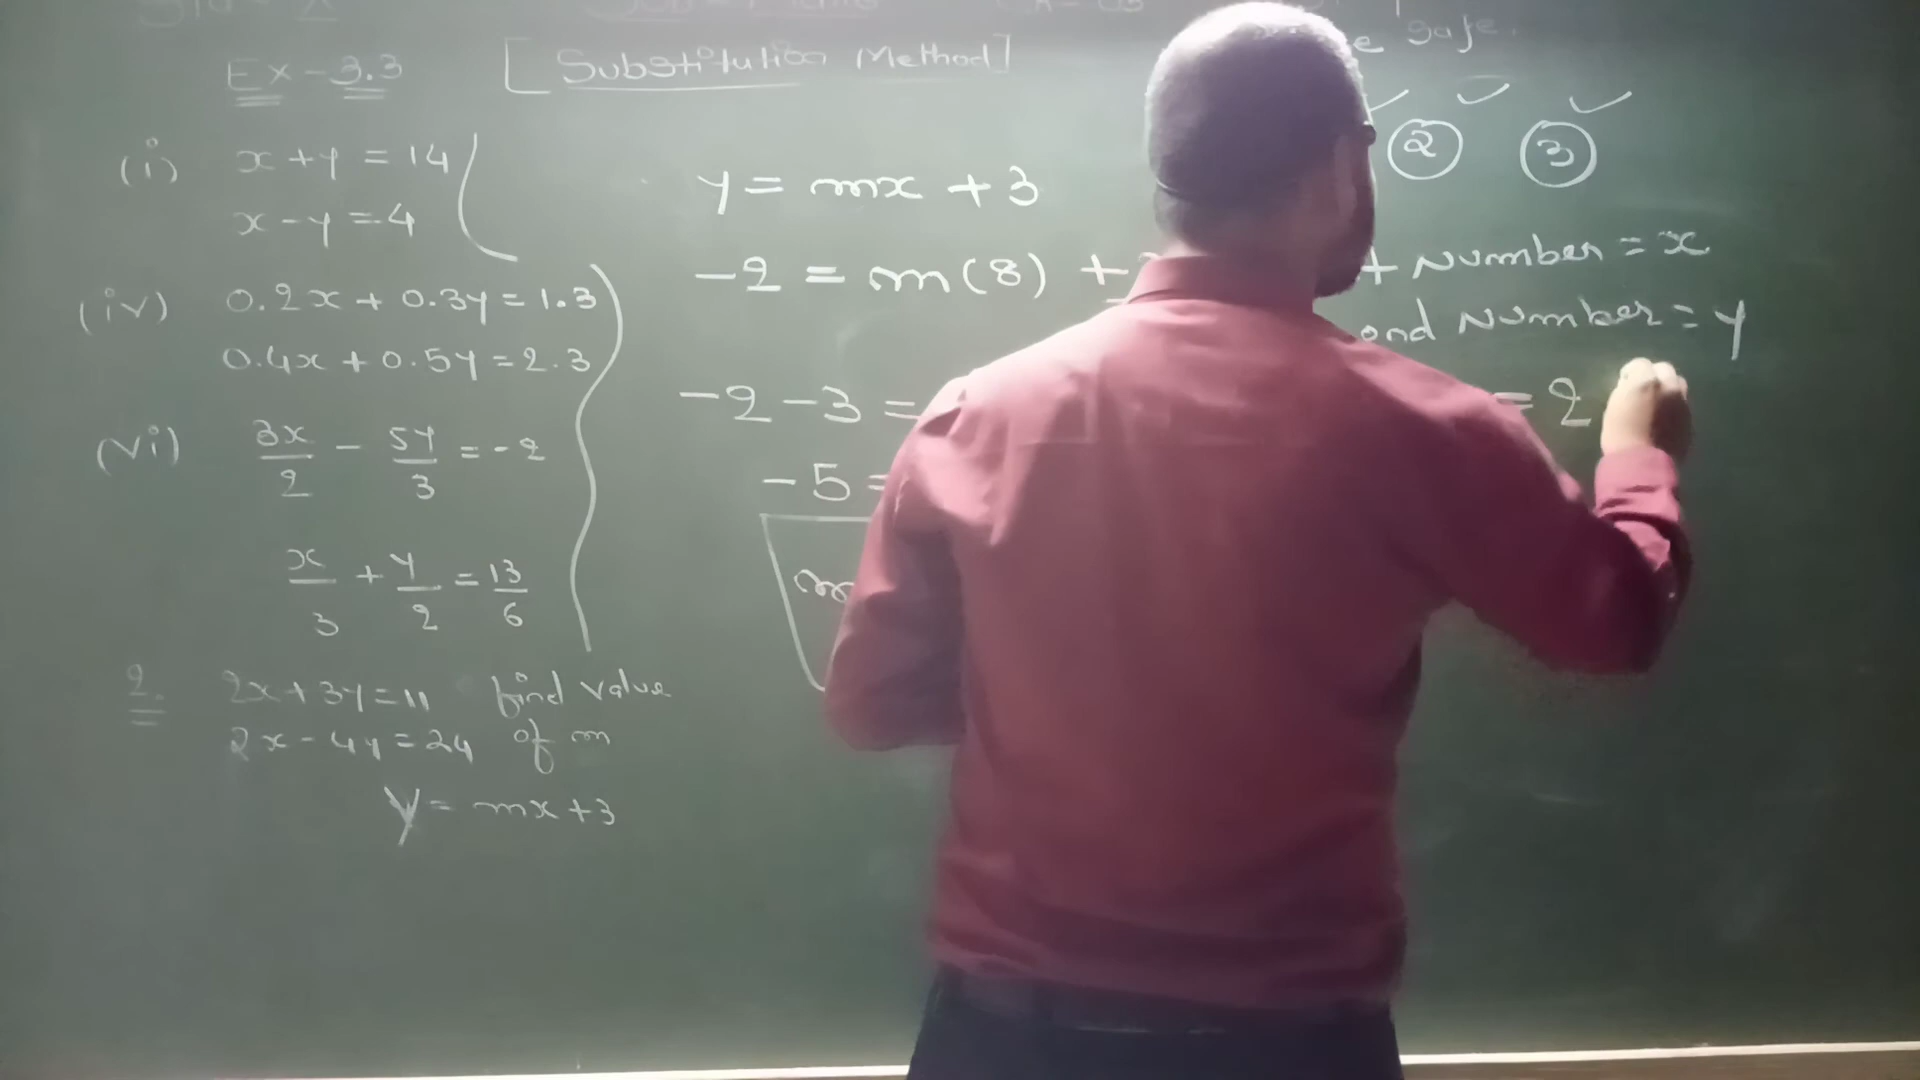 Ex-3.3 [Substitution Method]
(i) x+y=14
x-y=4
(iv) 0.2x+0.3y=1.3
0.4x+0.5y=2.3
(vi) 3x/2 - 5y/3 = -2
x/3 + y/2 = 13/6
2. 2x+3y=11 find value
2x-4y=24 of m
y=mx+3
y=mx+3
-2=m(8)+
-2-3=
-5=
m
② ③
Number=x
ond Number=y
=2